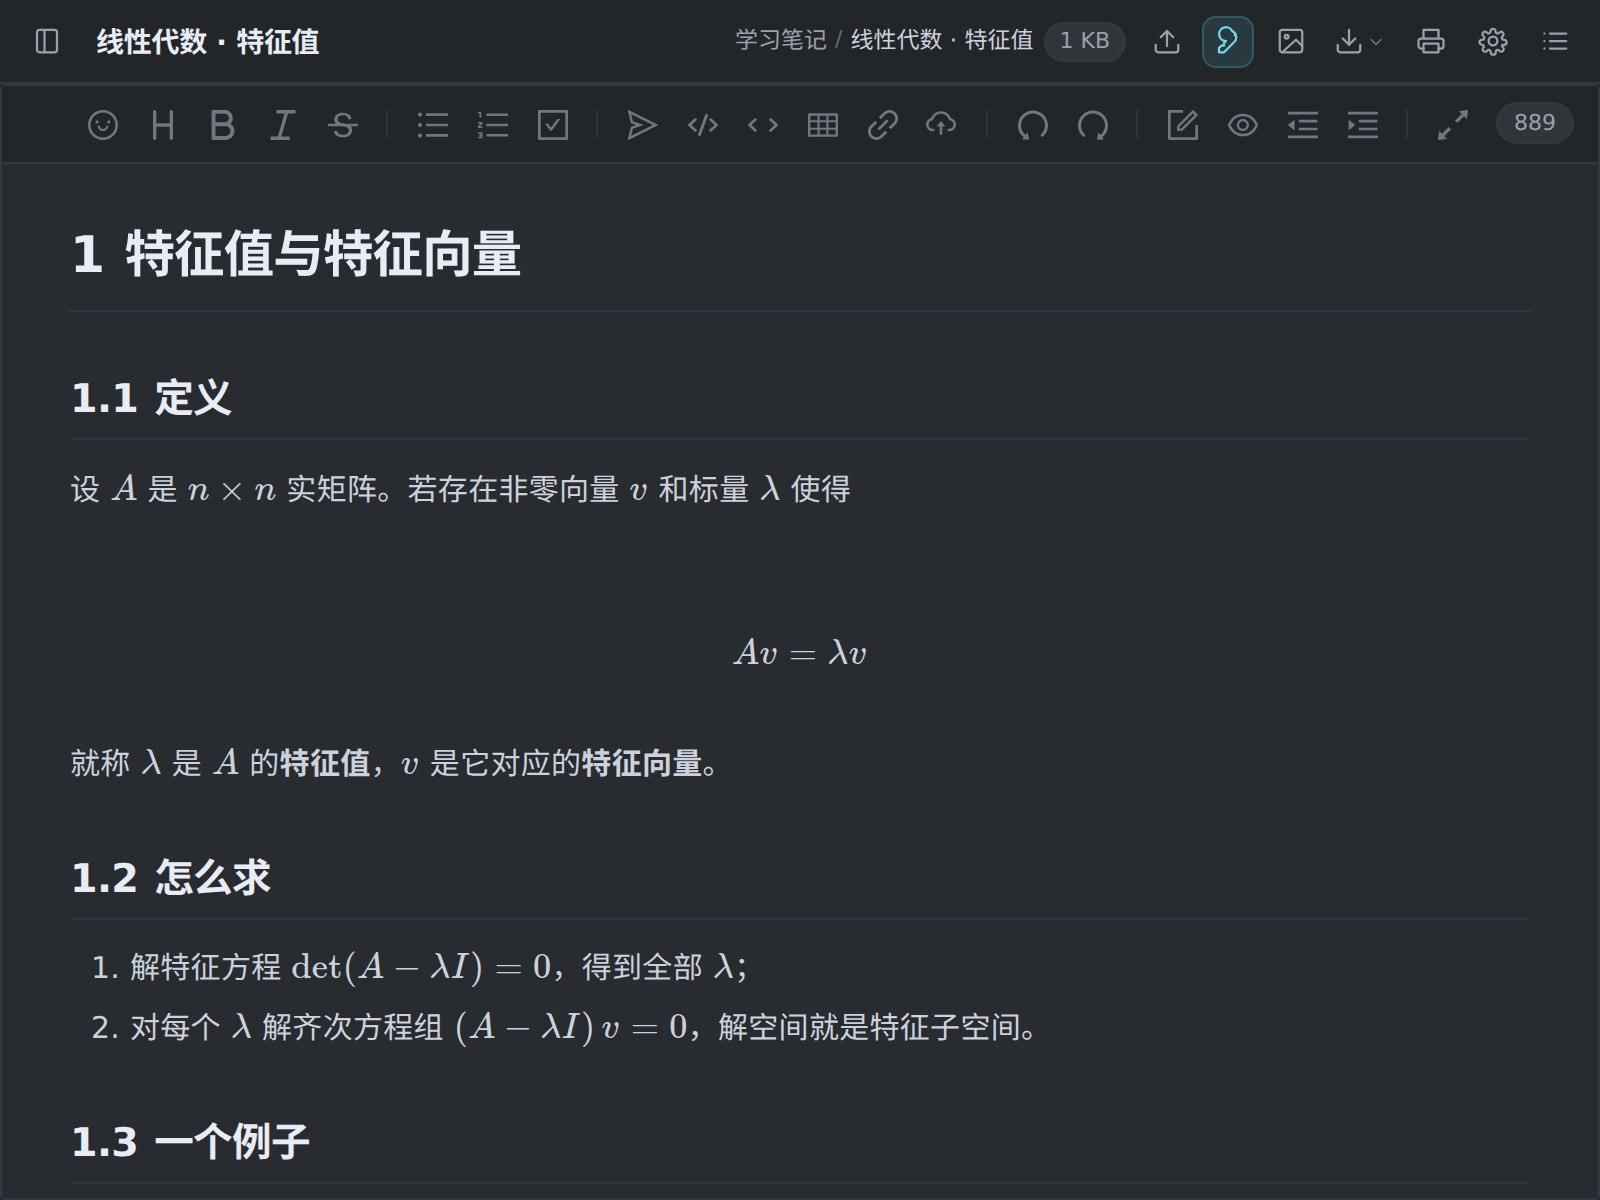 线性代数 · 特征值
学习笔记 / 线性代数 · 特征值 1 KB
889
1 特征值与特征向量
1.1 定义
设 A 是 n × n 实矩阵。若存在非零向量 v 和标量 λ 使得
Av = λv
就称 λ 是 A 的特征值，v 是它对应的特征向量。
1.2 怎么求
1. 解特征方程 det(A − λI) = 0，得到全部 λ；
2. 对每个 λ 解齐次方程组 (A − λI) v = 0，解空间就是特征子空间。
1.3 一个例子